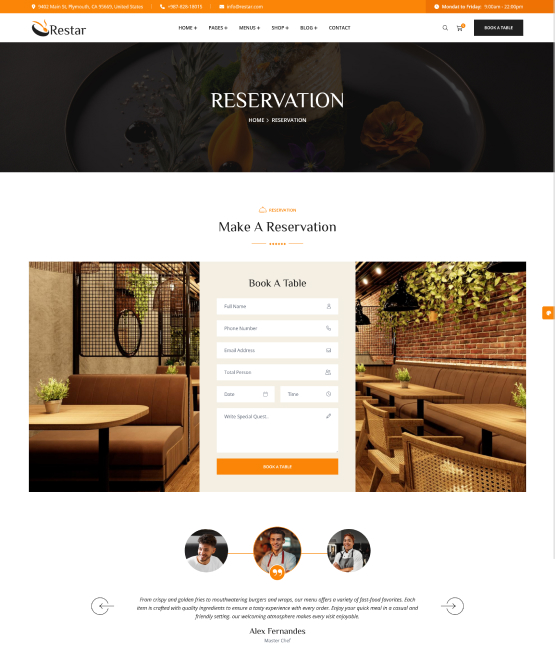 9402 Main St, Plymouth, CA 95669, United States +987-628-10015 info@restar.com Monday to Friday: 9:00am - 22:00pm
Restar HOME + PAGES + MENUS + SHOP + BLOG + CONTACT BOOK A TABLE
RESERVATION
HOME > RESERVATION
RESERVATION
Make A Reservation
Book A Table
Full Name
Phone Number
Email Address
Total Person
Date Time
Write Special Quest..
BOOK A TABLE
From crispy and golden fries to mouthwatering burgers and wraps, our menu offers a variety of fast-food favorites. Each
item is crafted with quality ingredients to ensure a tasty experience with every order. Enjoy your quick meal in a casual and
friendly setting. our welcoming atmosphere makes every visit enjoyable.
Alex Fernandes
Master Chef